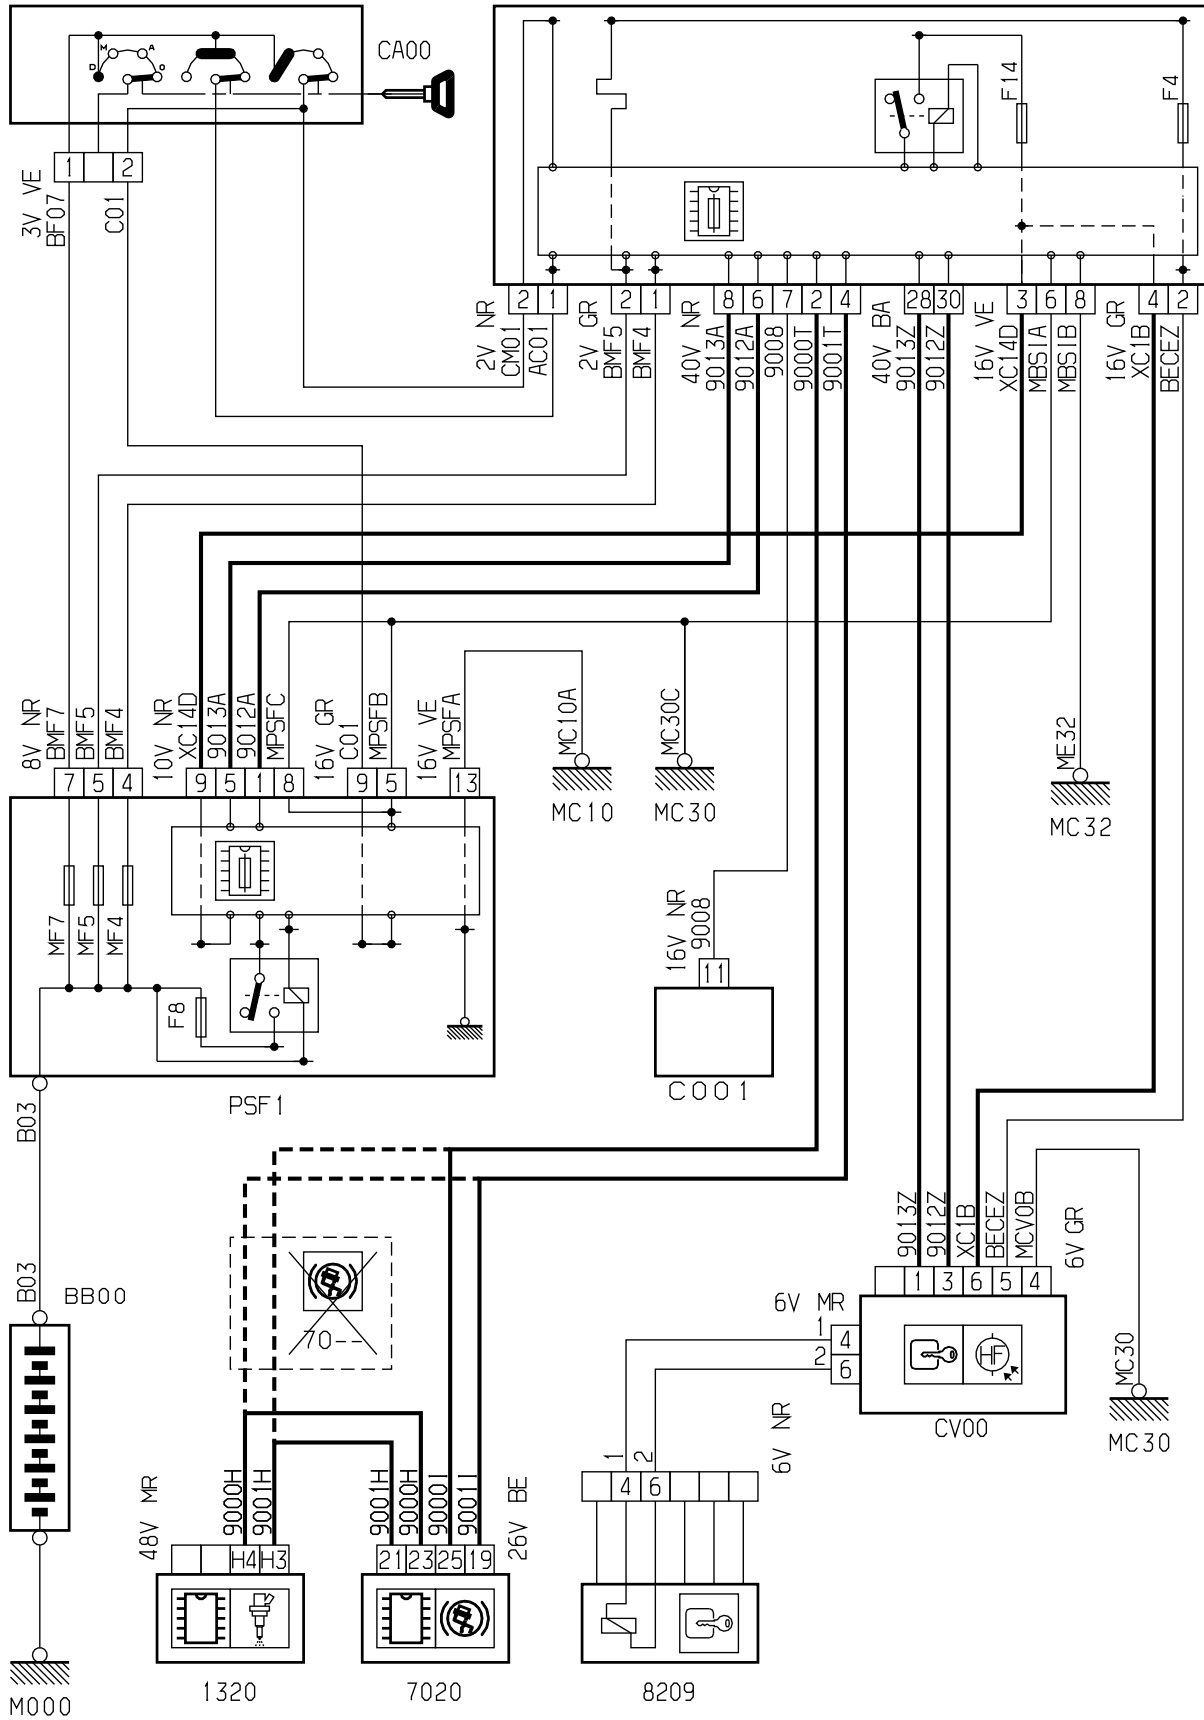 M A
D O
CA00
F14
F4
1 2
3V VE
BF07
C01
2 1
2 1
8 6 7 2 4
28 30
3 6 8
4 2
2V NR
CM01
AC01
2V GR
BMF5
BMF4
40V NR
9013A
9012A
9008
9000T
9001T
40V BA
9013Z
9012Z
16V VE
XC14D
MBS1A
MBS1B
16V GR
XC1B
BECEZ
8V NR
BMF7
BMF5
BMF4
10V NR
XC14D
9013A
9012A
MPSFC
16V GR
C01
MPSFB
16V VE
MPSFA
MC10A
MC30C
ME32
7 5 4
9 5 1 8
9 5
13
MC10
MC30
MC32
MF7
MF5
MF4
F8
16V NR
9008
11
C001
PSF1
B03
B03
BB00
9013Z
9012Z
XC1B
BECEZ
MCV0B
6V GR
1 3 6 5 4
6V MR
1 4
2 6
HF
CV00
MC30
MC30
70--
6V NR
1
2
4 6
48V MR
9000H
9001H
H4 H3
9001H
9000H
9000I
9001I
26V BE
21 23 25 19
M000
1320
7020
8209